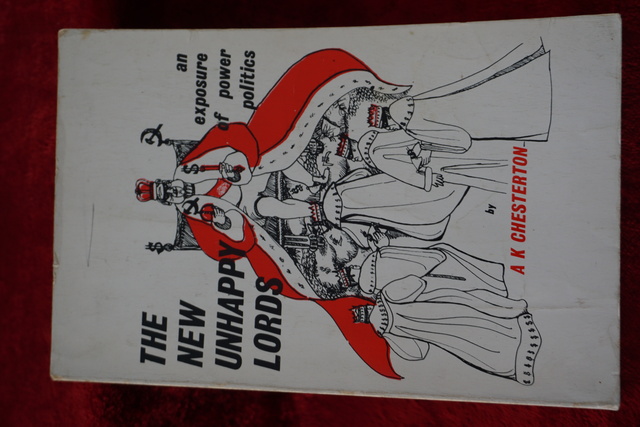 THE
NEW
UNHAPPY
LORDS
an
exposure
of power
politics
by
A K CHESTERTON